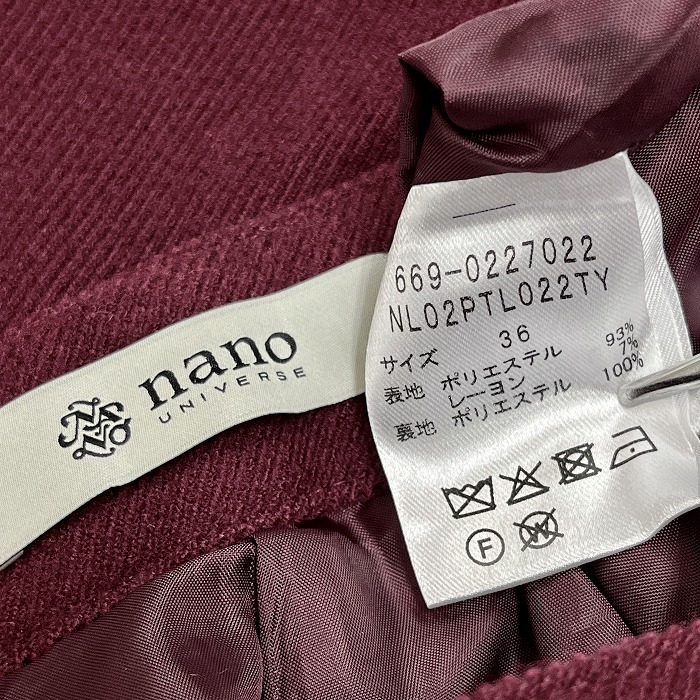 nano
UNIVERSE
669-0227022
NL02PTL022TY
サイズ 36
表地 ポリエステル 93%
レーヨン 7%
裏地 ポリエステル 100%
F
W